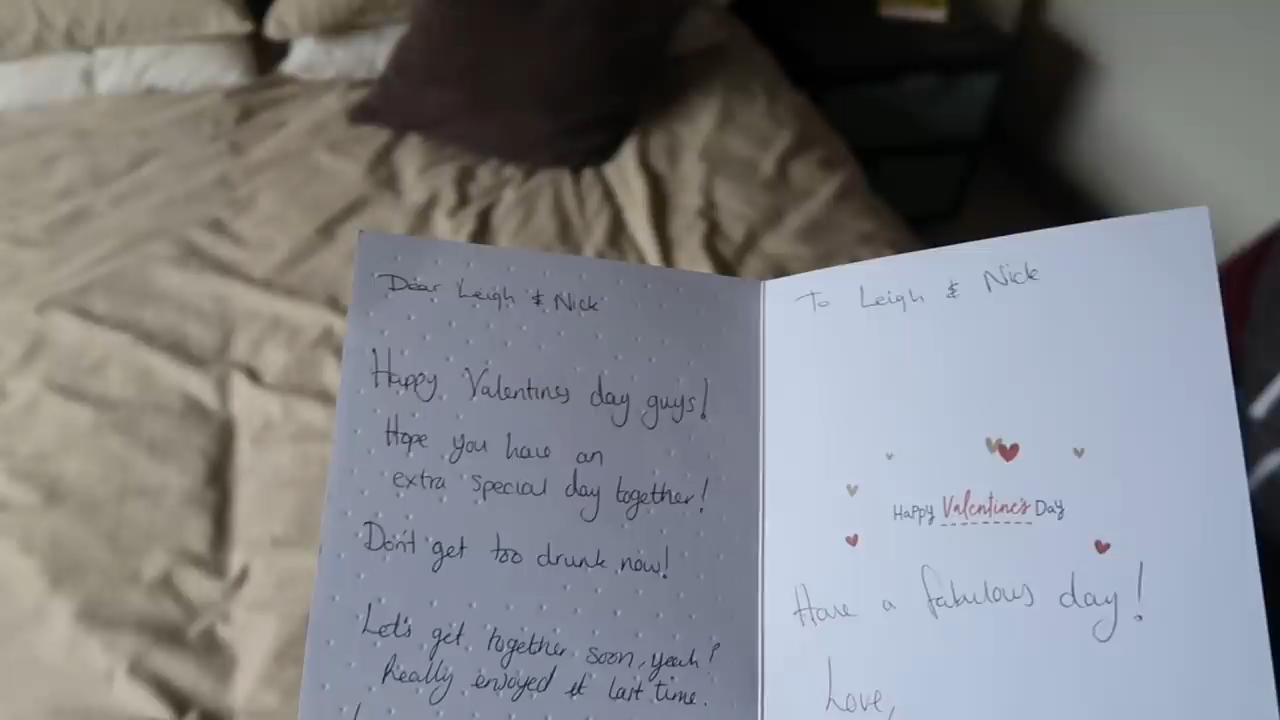 Dear Leigh & Nick
Happy Valentines day guys!
Hope you have an
extra special day together!
Don't get too drunk now!
Let's get together soon, yeah?
Really enjoyed it last time.
To Leigh & Nick
Happy Valentine's Day
Have a fabulous day!
Love,